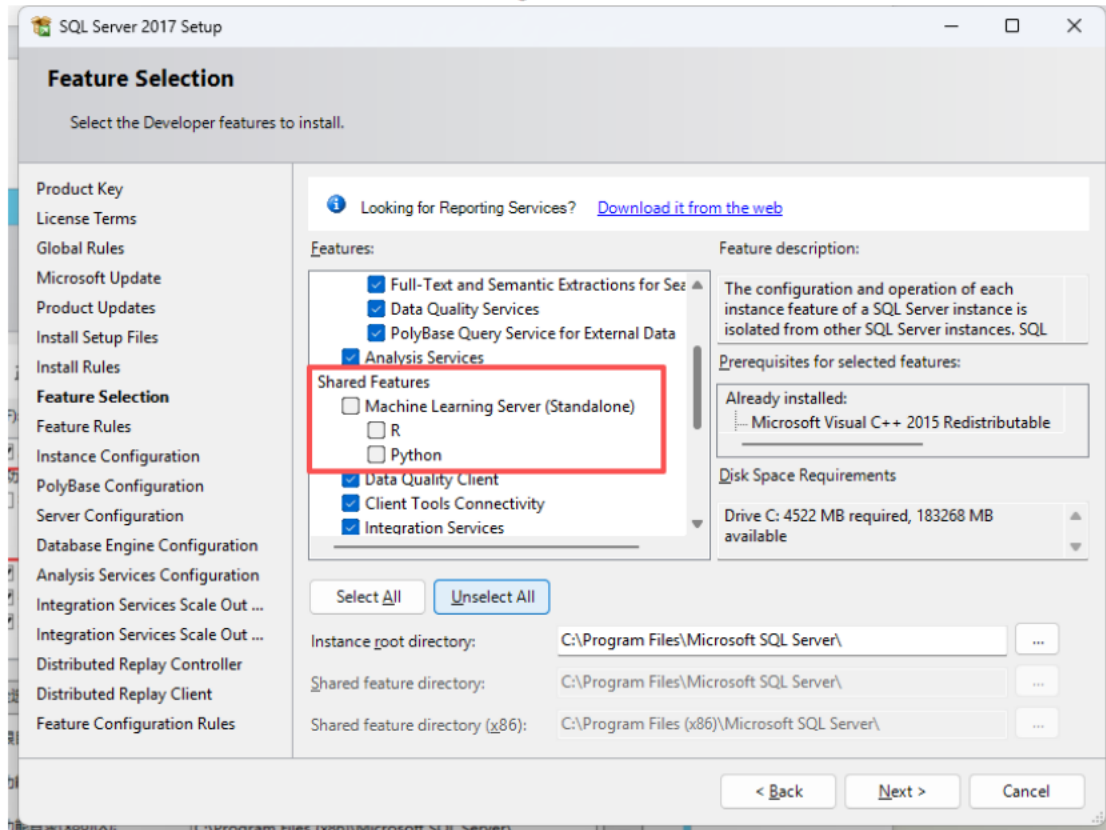 SQL Server 2017 Setup
Feature Selection
Select the Developer features to install.
Product Key
License Terms
Global Rules
Microsoft Update
Product Updates
Install Setup Files
Install Rules
Feature Selection
Feature Rules
Instance Configuration
PolyBase Configuration
Server Configuration
Database Engine Configuration
Analysis Services Configuration
Integration Services Scale Out ...
Integration Services Scale Out ...
Distributed Replay Controller
Distributed Replay Client
Feature Configuration Rules
Looking for Reporting Services? Download it from the web
Features:
Full-Text and Semantic Extractions for Sea
Data Quality Services
PolyBase Query Service for External Data
Analysis Services
Shared Features
Machine Learning Server (Standalone)
R
Python
Data Quality Client
Client Tools Connectivity
Integration Services
Feature description:
The configuration and operation of each
instance feature of a SQL Server instance is
isolated from other SQL Server instances. SQL
Prerequisites for selected features:
Already installed:
Microsoft Visual C++ 2015 Redistributable
Disk Space Requirements
Drive C: 4522 MB required, 183268 MB
available
Select All
Unselect All
Instance root directory:
C:\Program Files\Microsoft SQL Server\
...
Shared feature directory:
C:\Program Files\Microsoft SQL Server\
...
Shared feature directory (x86):
C:\Program Files (x86)\Microsoft SQL Server\
...
< Back
Next >
Cancel